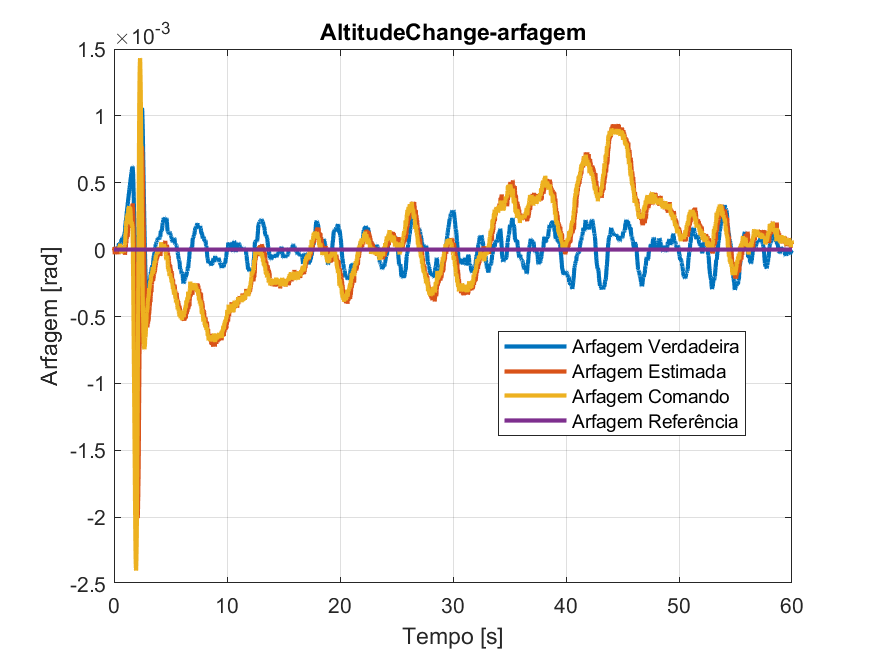 AltitudeChange-arfagem
×10⁻³
1.5
1
0.5
0
-0.5
-1
-1.5
-2
-2.5
Arfagem [rad]
Arfagem Verdadeira
Arfagem Estimada
Arfagem Comando
Arfagem Referência
0 10 20 30 40 50 60
Tempo [s]